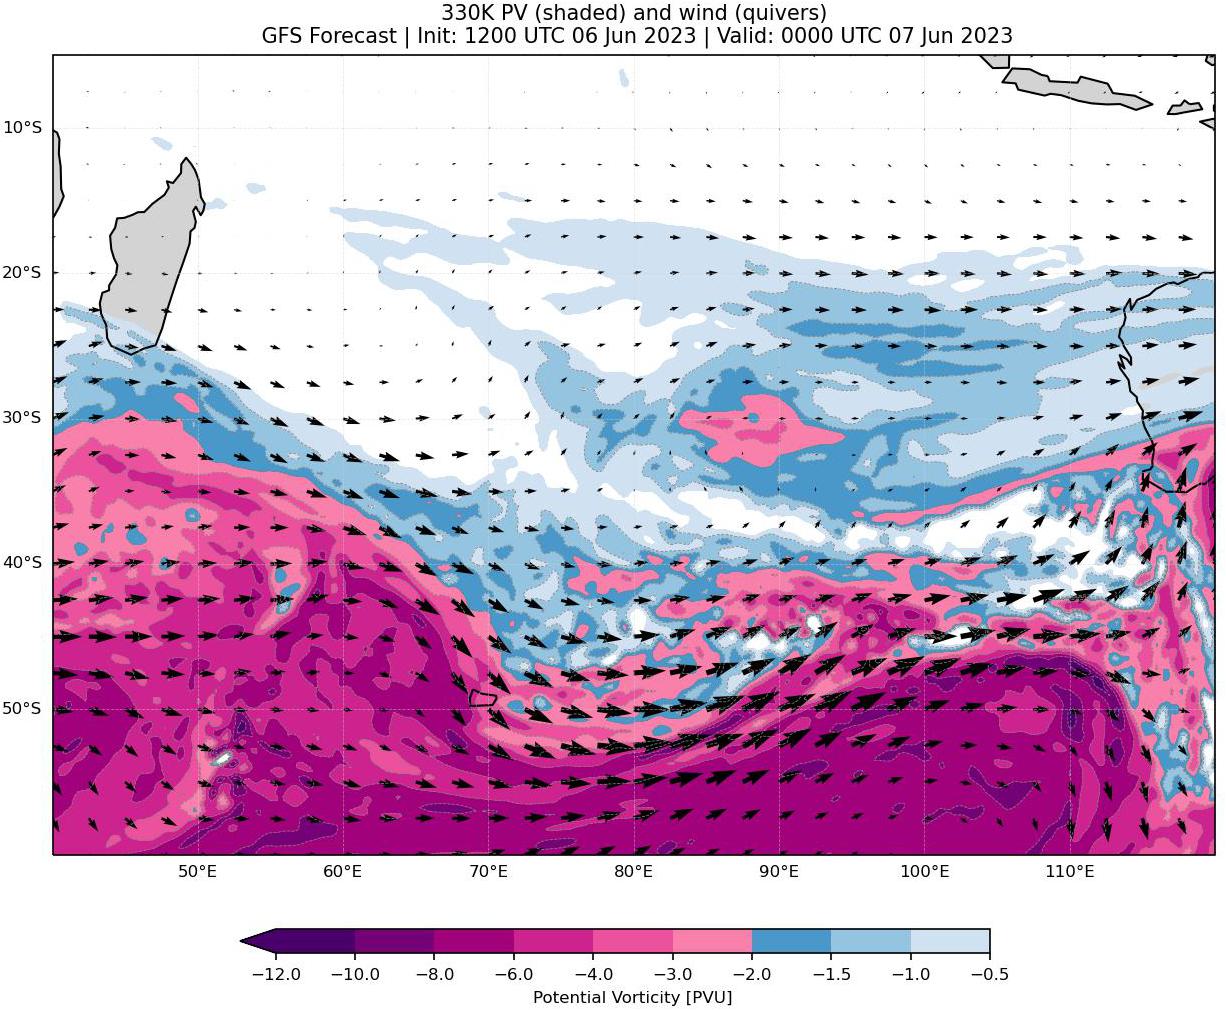 330K PV (shaded) and wind (quivers)
GFS Forecast | Init: 1200 UTC 06 Jun 2023 | Valid: 0000 UTC 07 Jun 2023
10°S
20°S
30°S
40°S
50°S
50°E 60°E 70°E 80°E 90°E 100°E 110°E
−12.0 −10.0 −8.0 −6.0 −4.0 −3.0 −2.0 −1.5 −1.0 −0.5
Potential Vorticity [PVU]